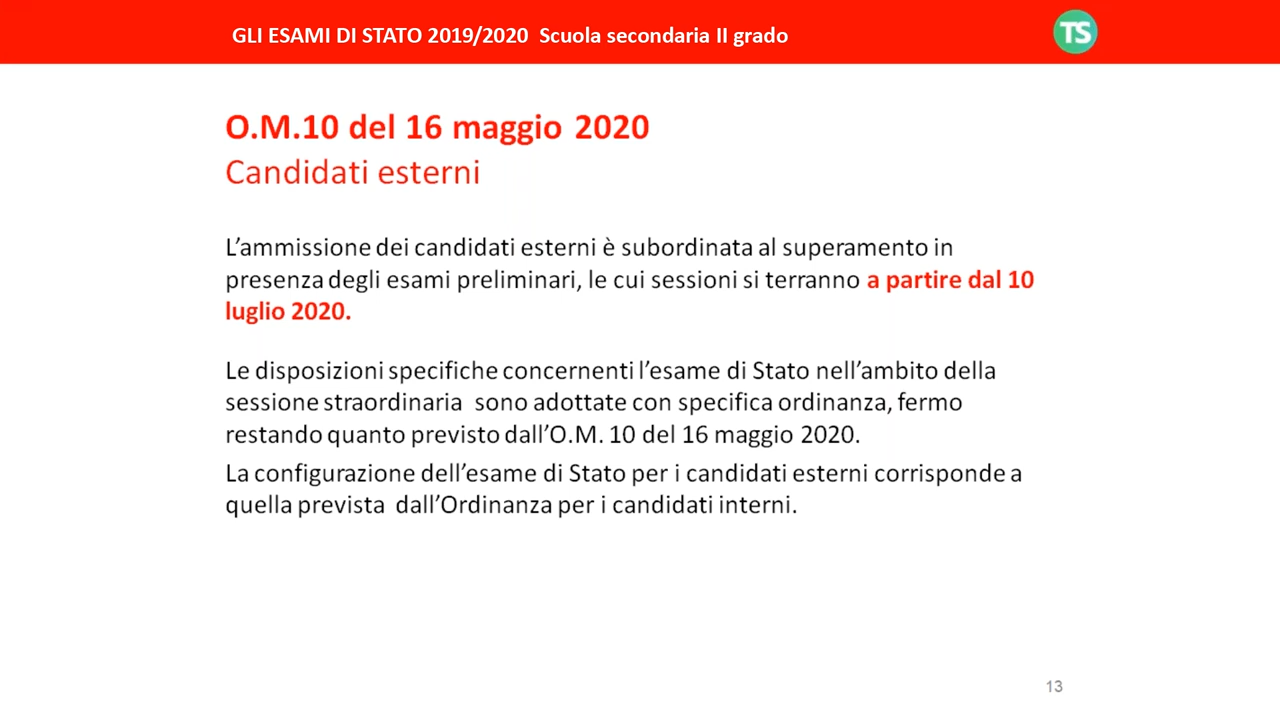 GLI ESAMI DI STATO 2019/2020 Scuola secondaria II grado
TS
O.M.10 del 16 maggio 2020
Candidati esterni
L’ammissione dei candidati esterni è subordinata al superamento in
presenza degli esami preliminari, le cui sessioni si terranno a partire dal 10
luglio 2020.
Le disposizioni specifiche concernenti l’esame di Stato nell’ambito della
sessione straordinaria sono adottate con specifica ordinanza, fermo
restando quanto previsto dall’O.M. 10 del 16 maggio 2020.
La configurazione dell’esame di Stato per i candidati esterni corrisponde a
quella prevista dall’Ordinanza per i candidati interni.
13